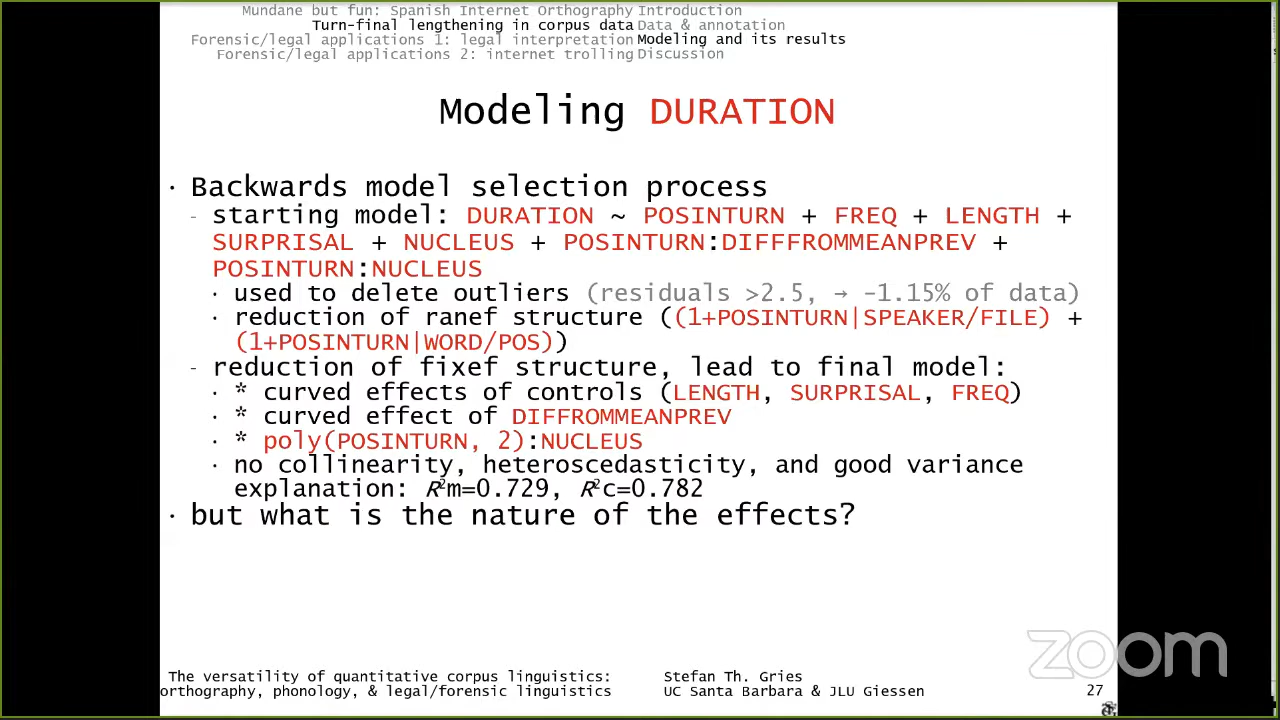 Mundane but fun: Spanish Internet Orthography Introduction
Turn-final lengthening in corpus data Data & annotation
Forensic/legal applications 1: legal interpretation Modeling and its results
Forensic/legal applications 2: internet trolling Discussion
Modeling DURATION
· Backwards model selection process
- starting model: DURATION ~ POSINTURN + FREQ + LENGTH +
SURPRISAL + NUCLEUS + POSINTURN:DIFFFROMMEANPREV +
POSINTURN:NUCLEUS
· used to delete outliers (residuals >2.5, → -1.15% of data)
· reduction of ranef structure ((1+POSINTURN|SPEAKER/FILE) +
(1+POSINTURN|WORD/POS))
- reduction of fixef structure, lead to final model:
· * curved effects of controls (LENGTH, SURPRISAL, FREQ)
· * curved effect of DIFFROMMEANPREV
· * poly(POSINTURN, 2):NUCLEUS
· no collinearity, heteroscedasticity, and good variance
explanation: R²m=0.729, R²c=0.782
· but what is the nature of the effects?
zoom
The versatility of quantitative corpus linguistics:
orthography, phonology, & legal/forensic linguistics
Stefan Th. Gries
UC Santa Barbara & JLU Giessen
27